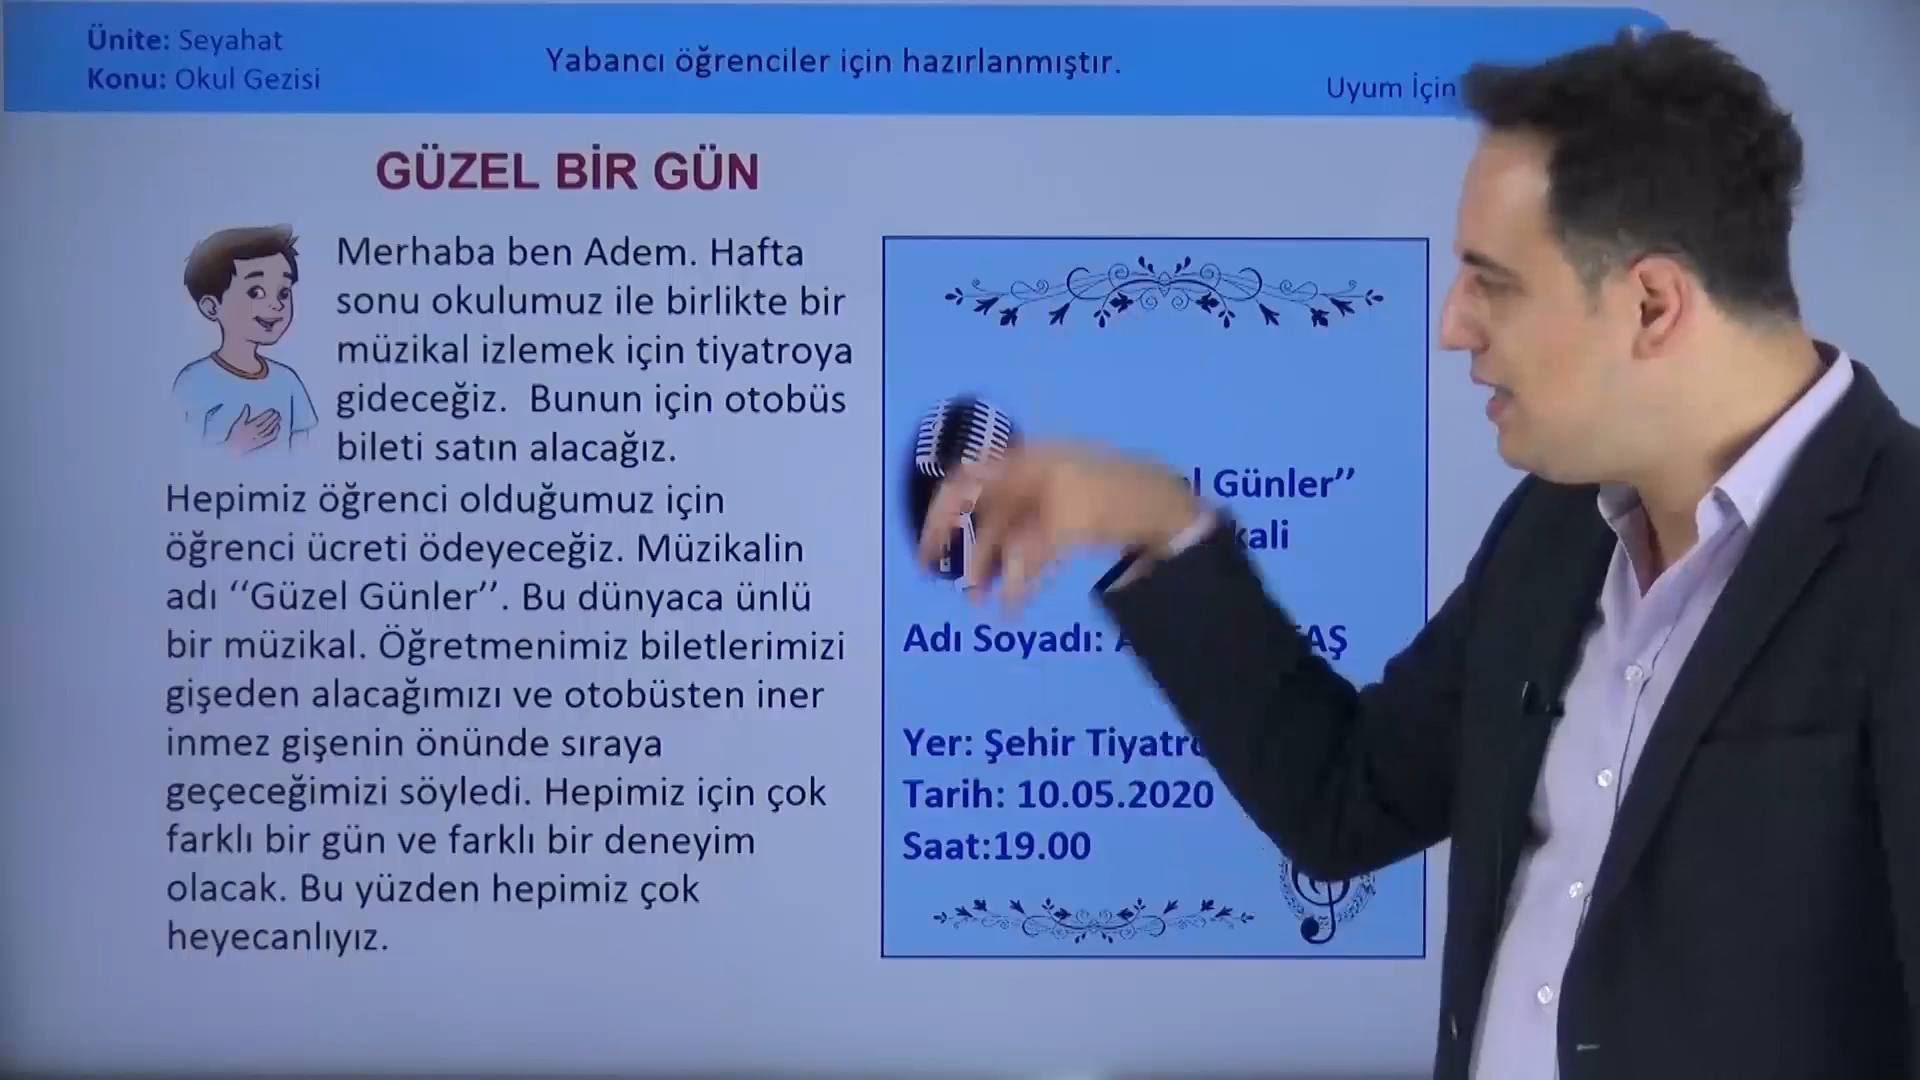 Ünite: Seyahat
Konu: Okul Gezisi
Yabancı öğrenciler için hazırlanmıştır.
Uyum İçin
GÜZEL BİR GÜN
Merhaba ben Adem. Hafta
sonu okulumuz ile birlikte bir
müzikal izlemek için tiyatroya
gideceğiz. Bunun için otobüs
bileti satın alacağız.
Hepimiz öğrenci olduğumuz için
öğrenci ücreti ödeyeceğiz. Müzikalin
adı ‘‘Güzel Günler’’. Bu dünyaca ünlü
bir müzikal. Öğretmenimiz biletlerimizi
gişeden alacağımızı ve otobüsten iner
inmez gişenin önünde sıraya
geçeceğimizi söyledi. Hepimiz için çok
farklı bir gün ve farklı bir deneyim
olacak. Bu yüzden hepimiz çok
heyecanlıyız.
Günler’’
Adı Soyadı:
Yer: Şehir
Tarih: 10.05.2020
Saat:19.00